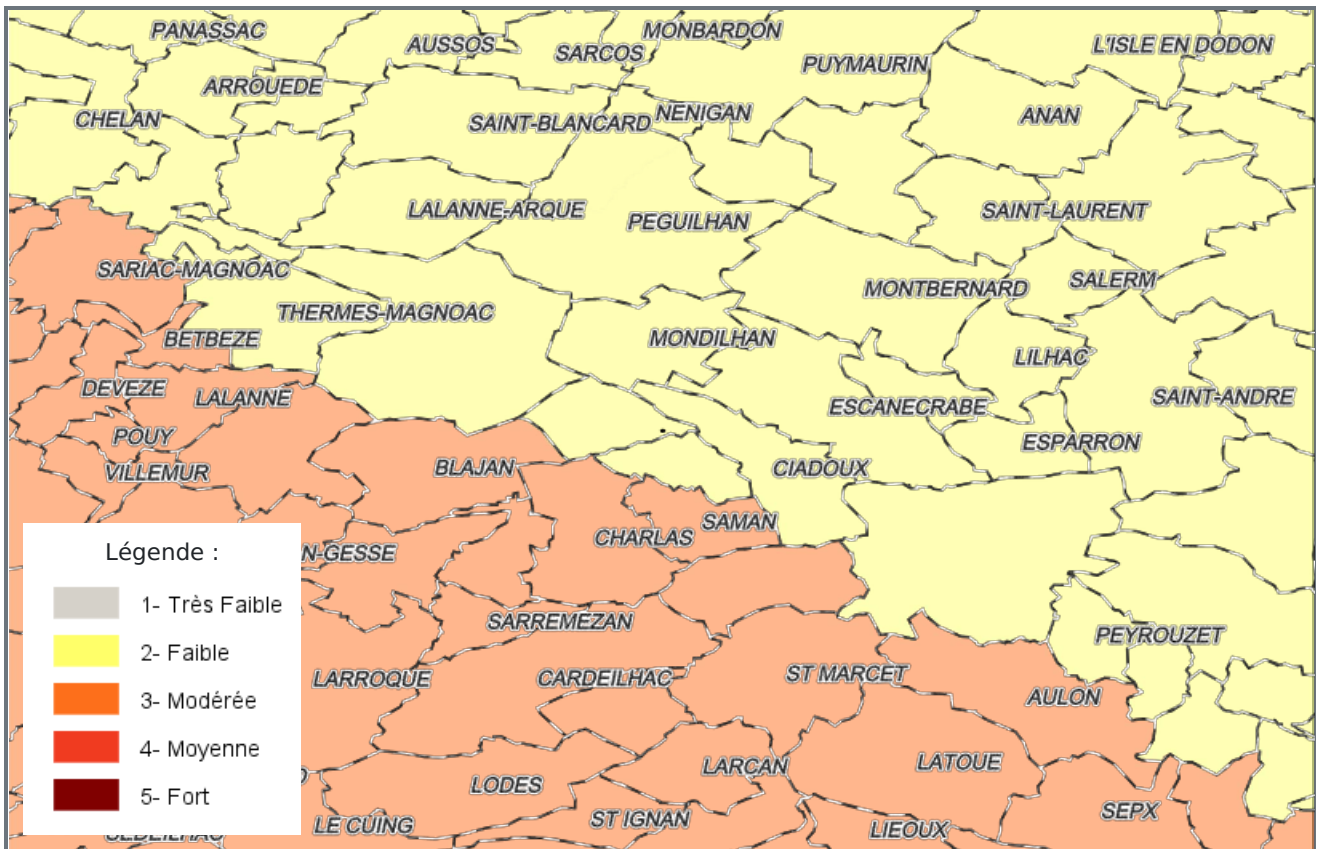 PANASSAC
AUSSOS
SARCOS
MONBARDON
PUYMAURIN
L'ISLE EN DODON
ARROUEDE
CHELAN
SAINT-BLANCARD
NENIGAN
ANAN
LALANNE-ARQUE
PEGUILHAN
SAINT-LAURENT
SARIAC-MAGNOAC
MONTBERNARD
SALERM
THERMES-MAGNOAC
BETBEZE
MONDILHAN
LILHAC
DEVEZE
LALANNE
ESCANECRABE
SAINT-ANDRE
POUY
VILLEMUR
BLAJAN
CIADOUX
ESPARRON
SAMAN
CHARLAS
N-GESSE
SARREMÉZAN
PEYROUZET
LARROQUE
CARDEILHAC
ST MARCET
AULON
LODES
LARCAN
LATOUE
LE CUING
ST IGNAN
LIEOUX
SEPX
Légende :
1- Très Faible
2- Faible
3- Modérée
4- Moyenne
5- Fort